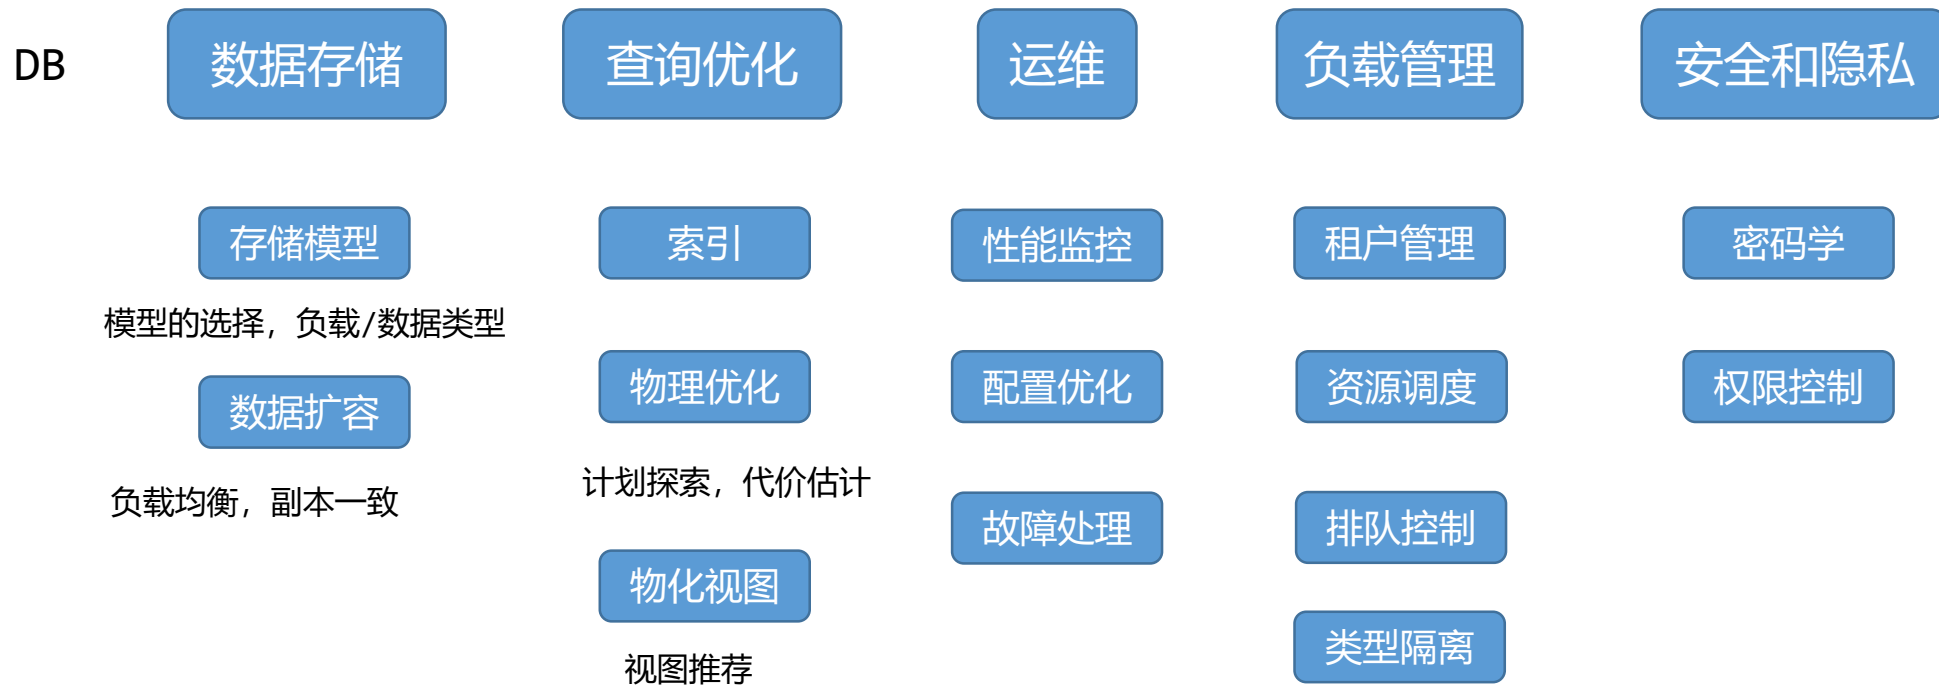 DB
数据存储
查询优化
运维
负载管理
安全和隐私
存储模型
索引
性能监控
租户管理
密码学
模型的选择，负载/数据类型
数据扩容
物理优化
配置优化
资源调度
权限控制
负载均衡，副本一致
计划探索，代价估计
故障处理
排队控制
物化视图
类型隔离
视图推荐